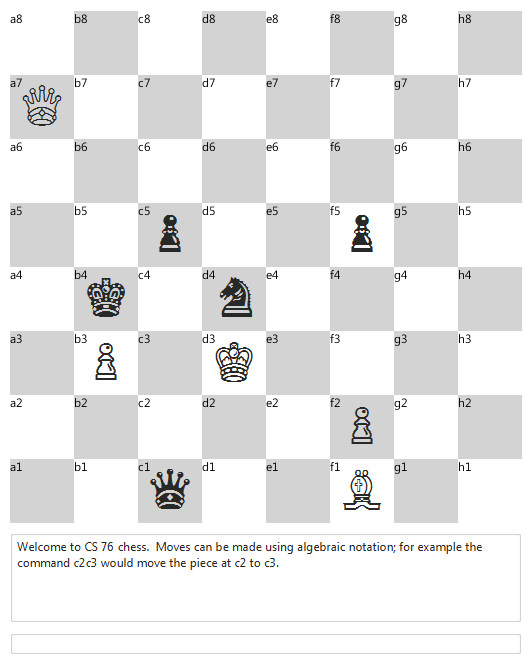 a8 b8 c8 d8 e8 f8 g8 h8
a7 b7 c7 d7 e7 f7 g7 h7
a6 b6 c6 d6 e6 f6 g6 h6
a5 b5 c5 d5 e5 f5 g5 h5
a4 b4 c4 d4 e4 f4 g4 h4
a3 b3 c3 d3 e3 f3 g3 h3
a2 b2 c2 d2 e2 f2 g2 h2
a1 b1 c1 d1 e1 f1 g1 h1
Welcome to CS 76 chess.  Moves can be made using algebraic notation; for example the
command c2c3 would move the piece at c2 to c3.